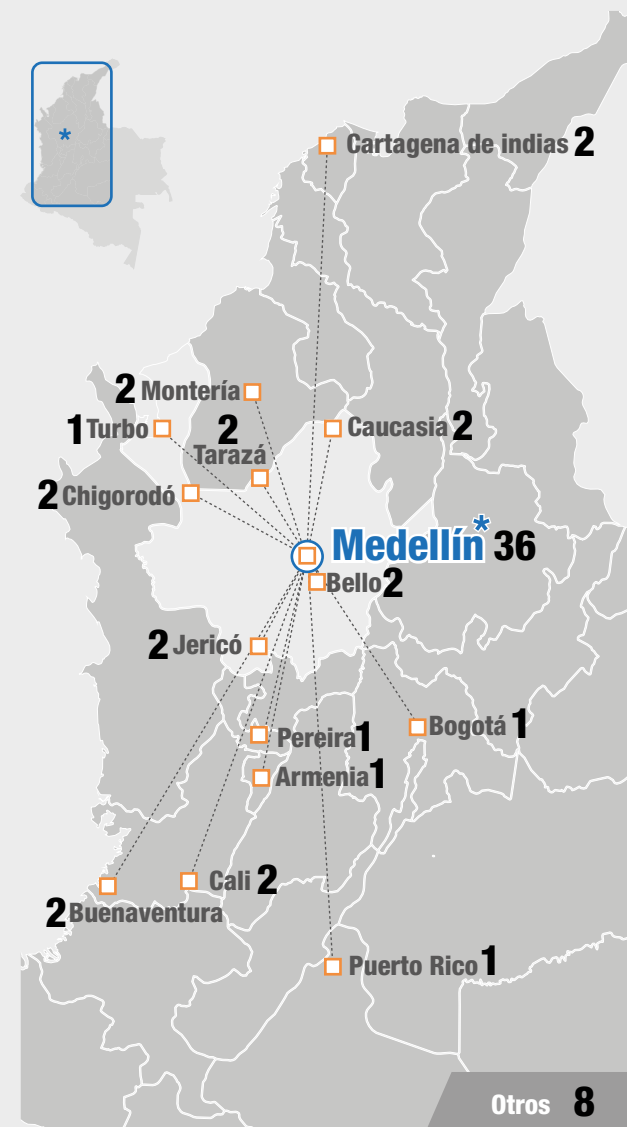 *
Cartagena de indias 2
2 Montería
1 Turbo
2
Tarazá
Caucasia 2
2 Chigorodó
Medellín* 36
Bello 2
2 Jericó
Pereira 1
Bogotá 1
Armenia 1
Cali 2
2 Buenaventura
Puerto Rico 1
Otros 8